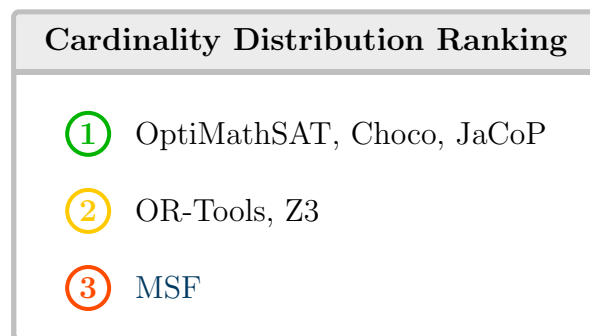 Cardinality Distribution Ranking
1 OptiMathSAT, Choco, JaCoP
2 OR-Tools, Z3
3 MSF